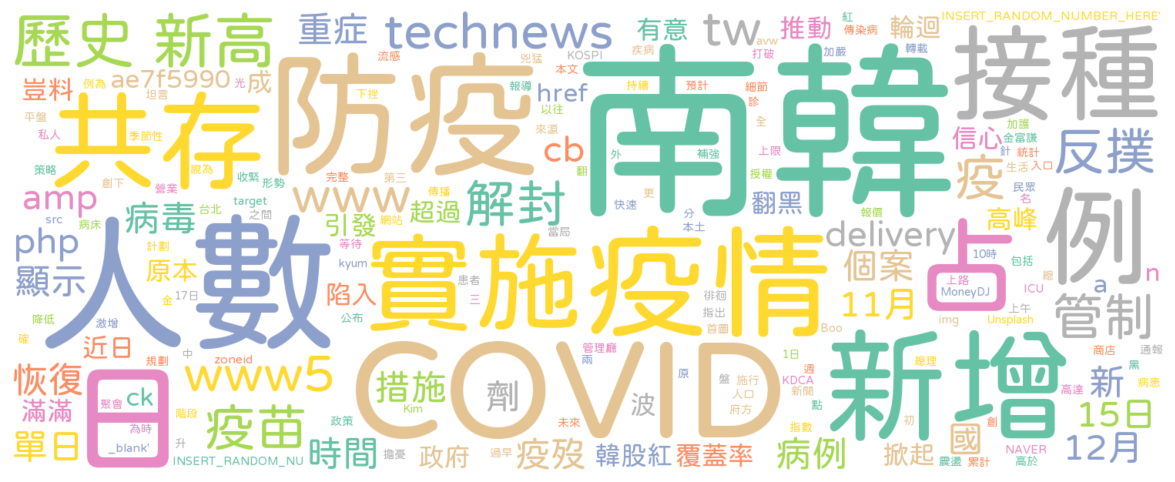 INSERT_RANDOM_NUMBER_HERE'
歷史 新高 重症 technews 有意 tw 推動 輪迴
紅 傳染病
流感 兇猛 KOSPI 疾病 avw 打破 加嚴 轉載
豈料 例為 ae7f5990 光 成 報導 本文 持續 預計 細節 接種
平盤 坦言 下挫 href 以往 診
共存 防疫 南韓
私人 季節性 來源 全 信心 加護 金富謙 反撲
策略 視為 收緊 形勢 完整 第三 cb 外 補強 上限 針 統計
amp 創下 營業 www 傳播 翻 授權 疫 生活 入口
src 病毒 台北 target 引發 超過 網站 解封 更 快速 分 翻黑 高峰 民眾 名
病床 之間 當局 本土 報價 例
php 人數 計劃 等待 實施 疫情 delivery 占 10時 包括 n
顯示 原本 kyum 患者 個案 上路 總 a
金 17日 陷入 三 徘徊 11月 MoneyDJ ICU 管制
降低 激增 公布 指出 上午
確 近日 首圖 Boo img Unsplash
規劃 中 zoneid COVID 管理廳 兩 1日 總理 商店 通報
恢復 日 www5 原 週 新增 黑
聚會 ck 措施 劑 盤 施行 KDCA 新 高達 病患
滿滿 階段 疫苗 Kim 波 人口 新聞 點 15日
為時 政策 未來 府方 初 國 創
單日 _blank' 升 時間 擔憂 政府 過早 疫歿 韓股紅 覆蓋率 指數 病例 掀起 NAVER 12月
INSERT_RANDOM_NU 震盪 累計 高於